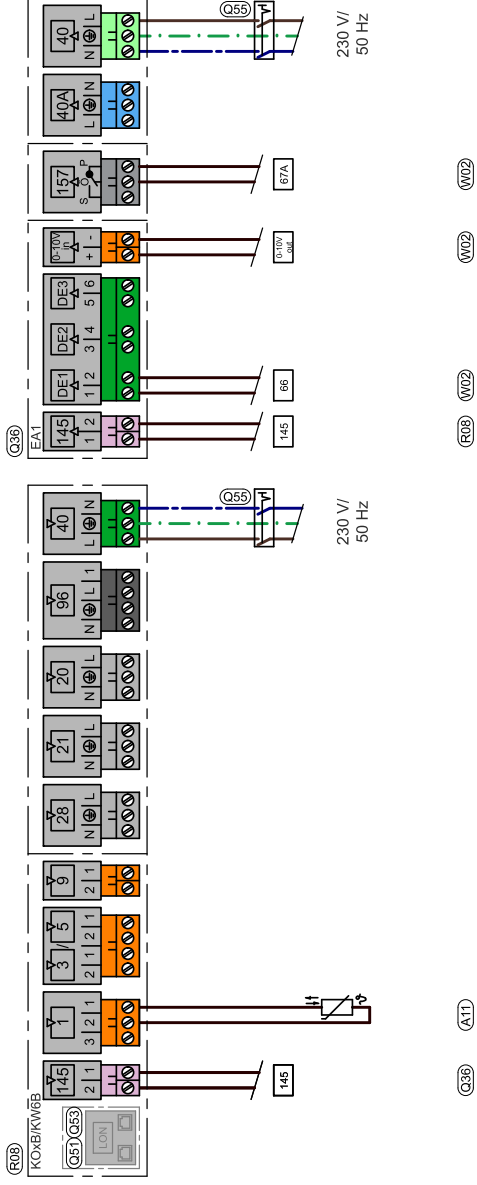 R08 Q36
KOxB/KW6B EA1
Q51 Q53
LON
145 1 3 / 5 9 28 21 20 96 40
2 1 3 2 1 2 1 2 1 2 1 N L N L N L N L 1 L N
145 DE1 DE2 DE3 0-10V in 157 40A 40
1 2 1 2 3 4 5 6 + - S O P L N N L
Q55 Q55
145 145 66 0-10V out 67A
ϑ
230 V/ 230 V/
50 Hz 50 Hz
Q36 A11 R08 W02 W02 W02